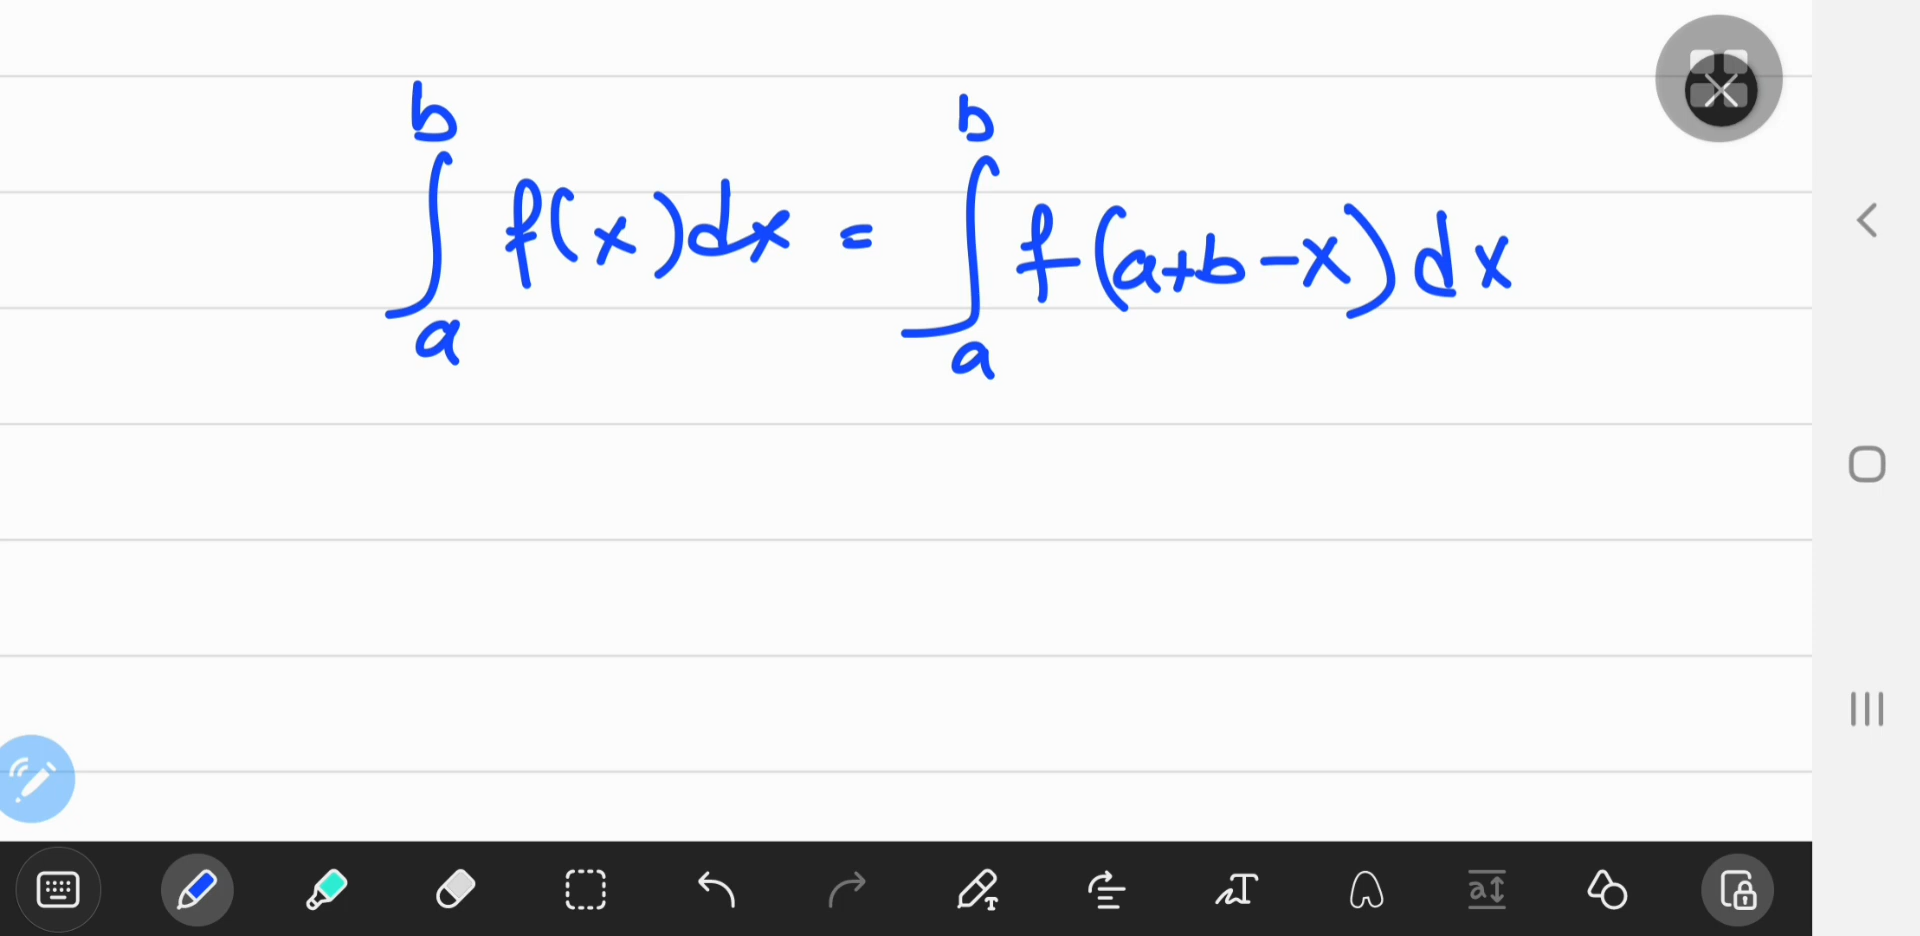 ∫_a^b f(x)dx = ∫_a^b f(a+b-x)dx